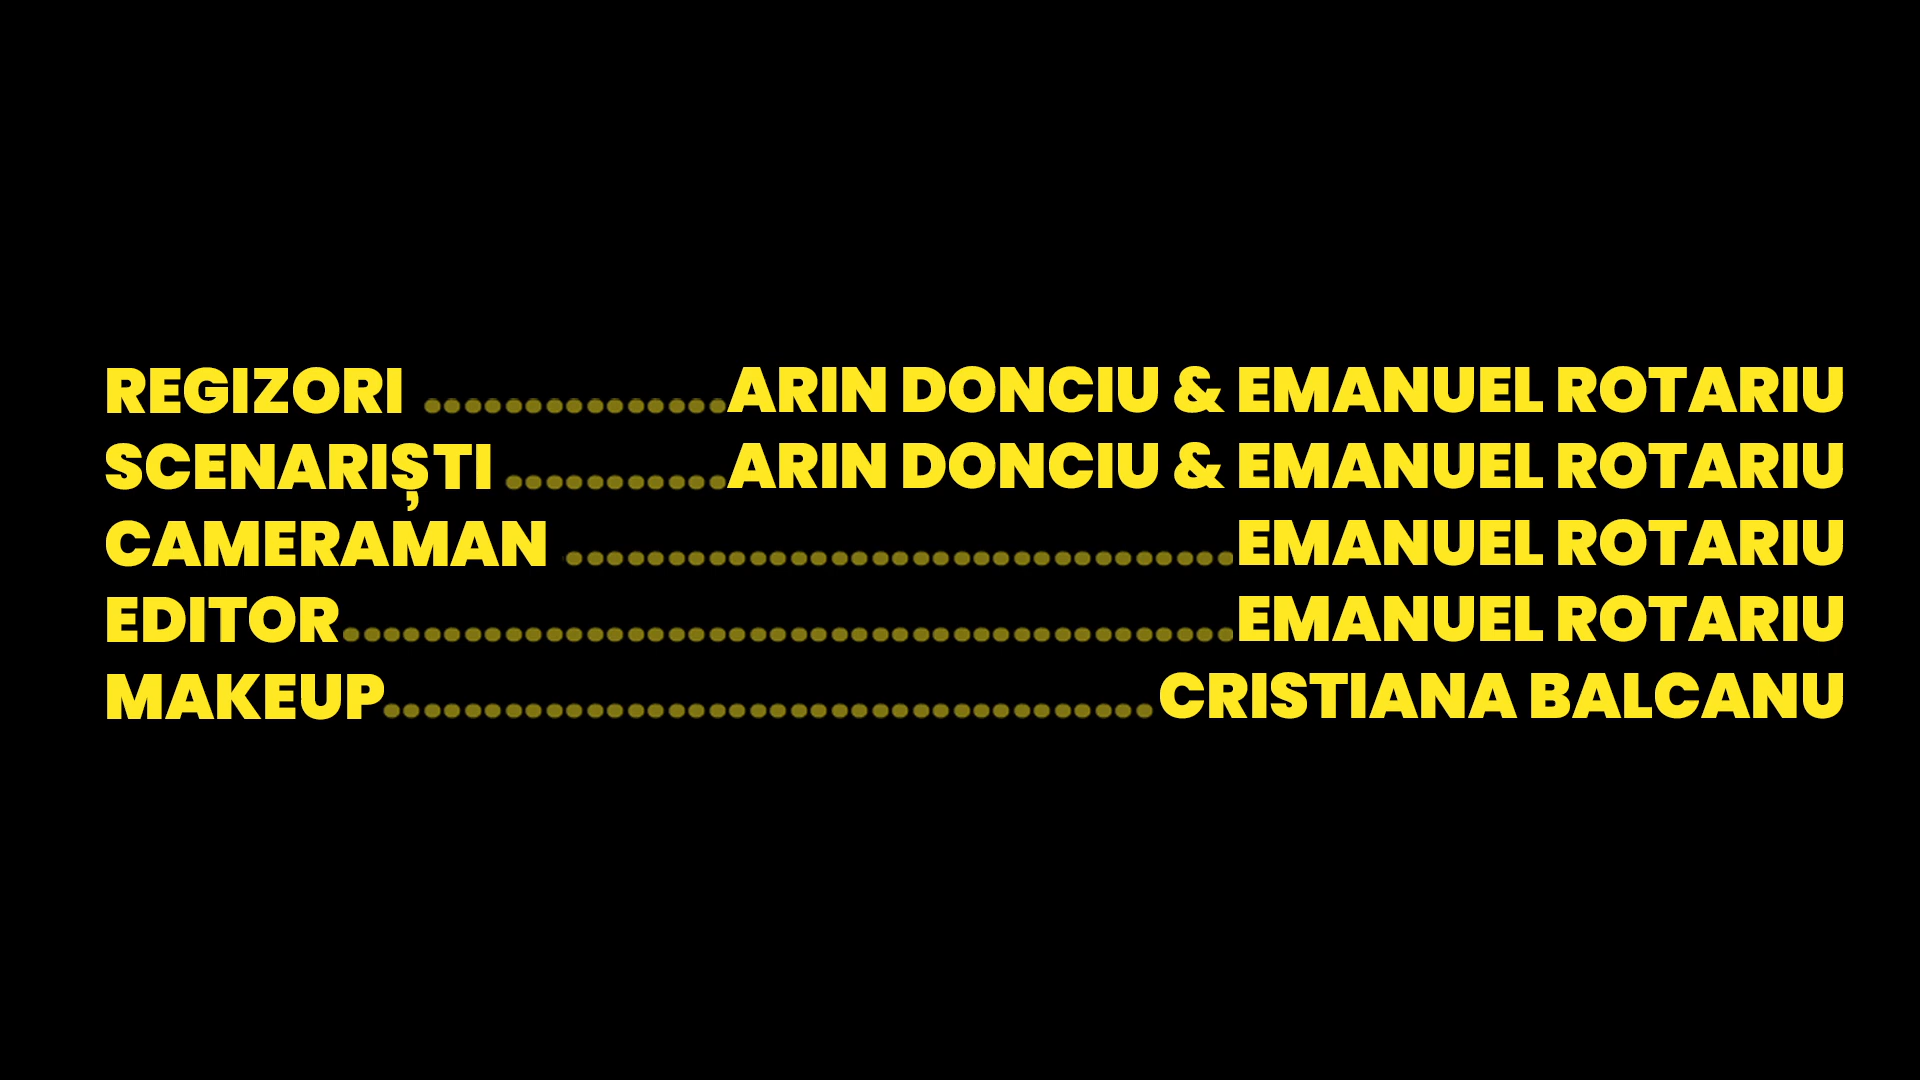 REGIZORI ...............ARIN DONCIU & EMANUEL ROTARIU
SCENARIȘTI ...........ARIN DONCIU & EMANUEL ROTARIU
CAMERAMAN .................................EMANUEL ROTARIU
EDITOR............................................EMANUEL ROTARIU
MAKEUP......................................CRISTIANA BALCANU